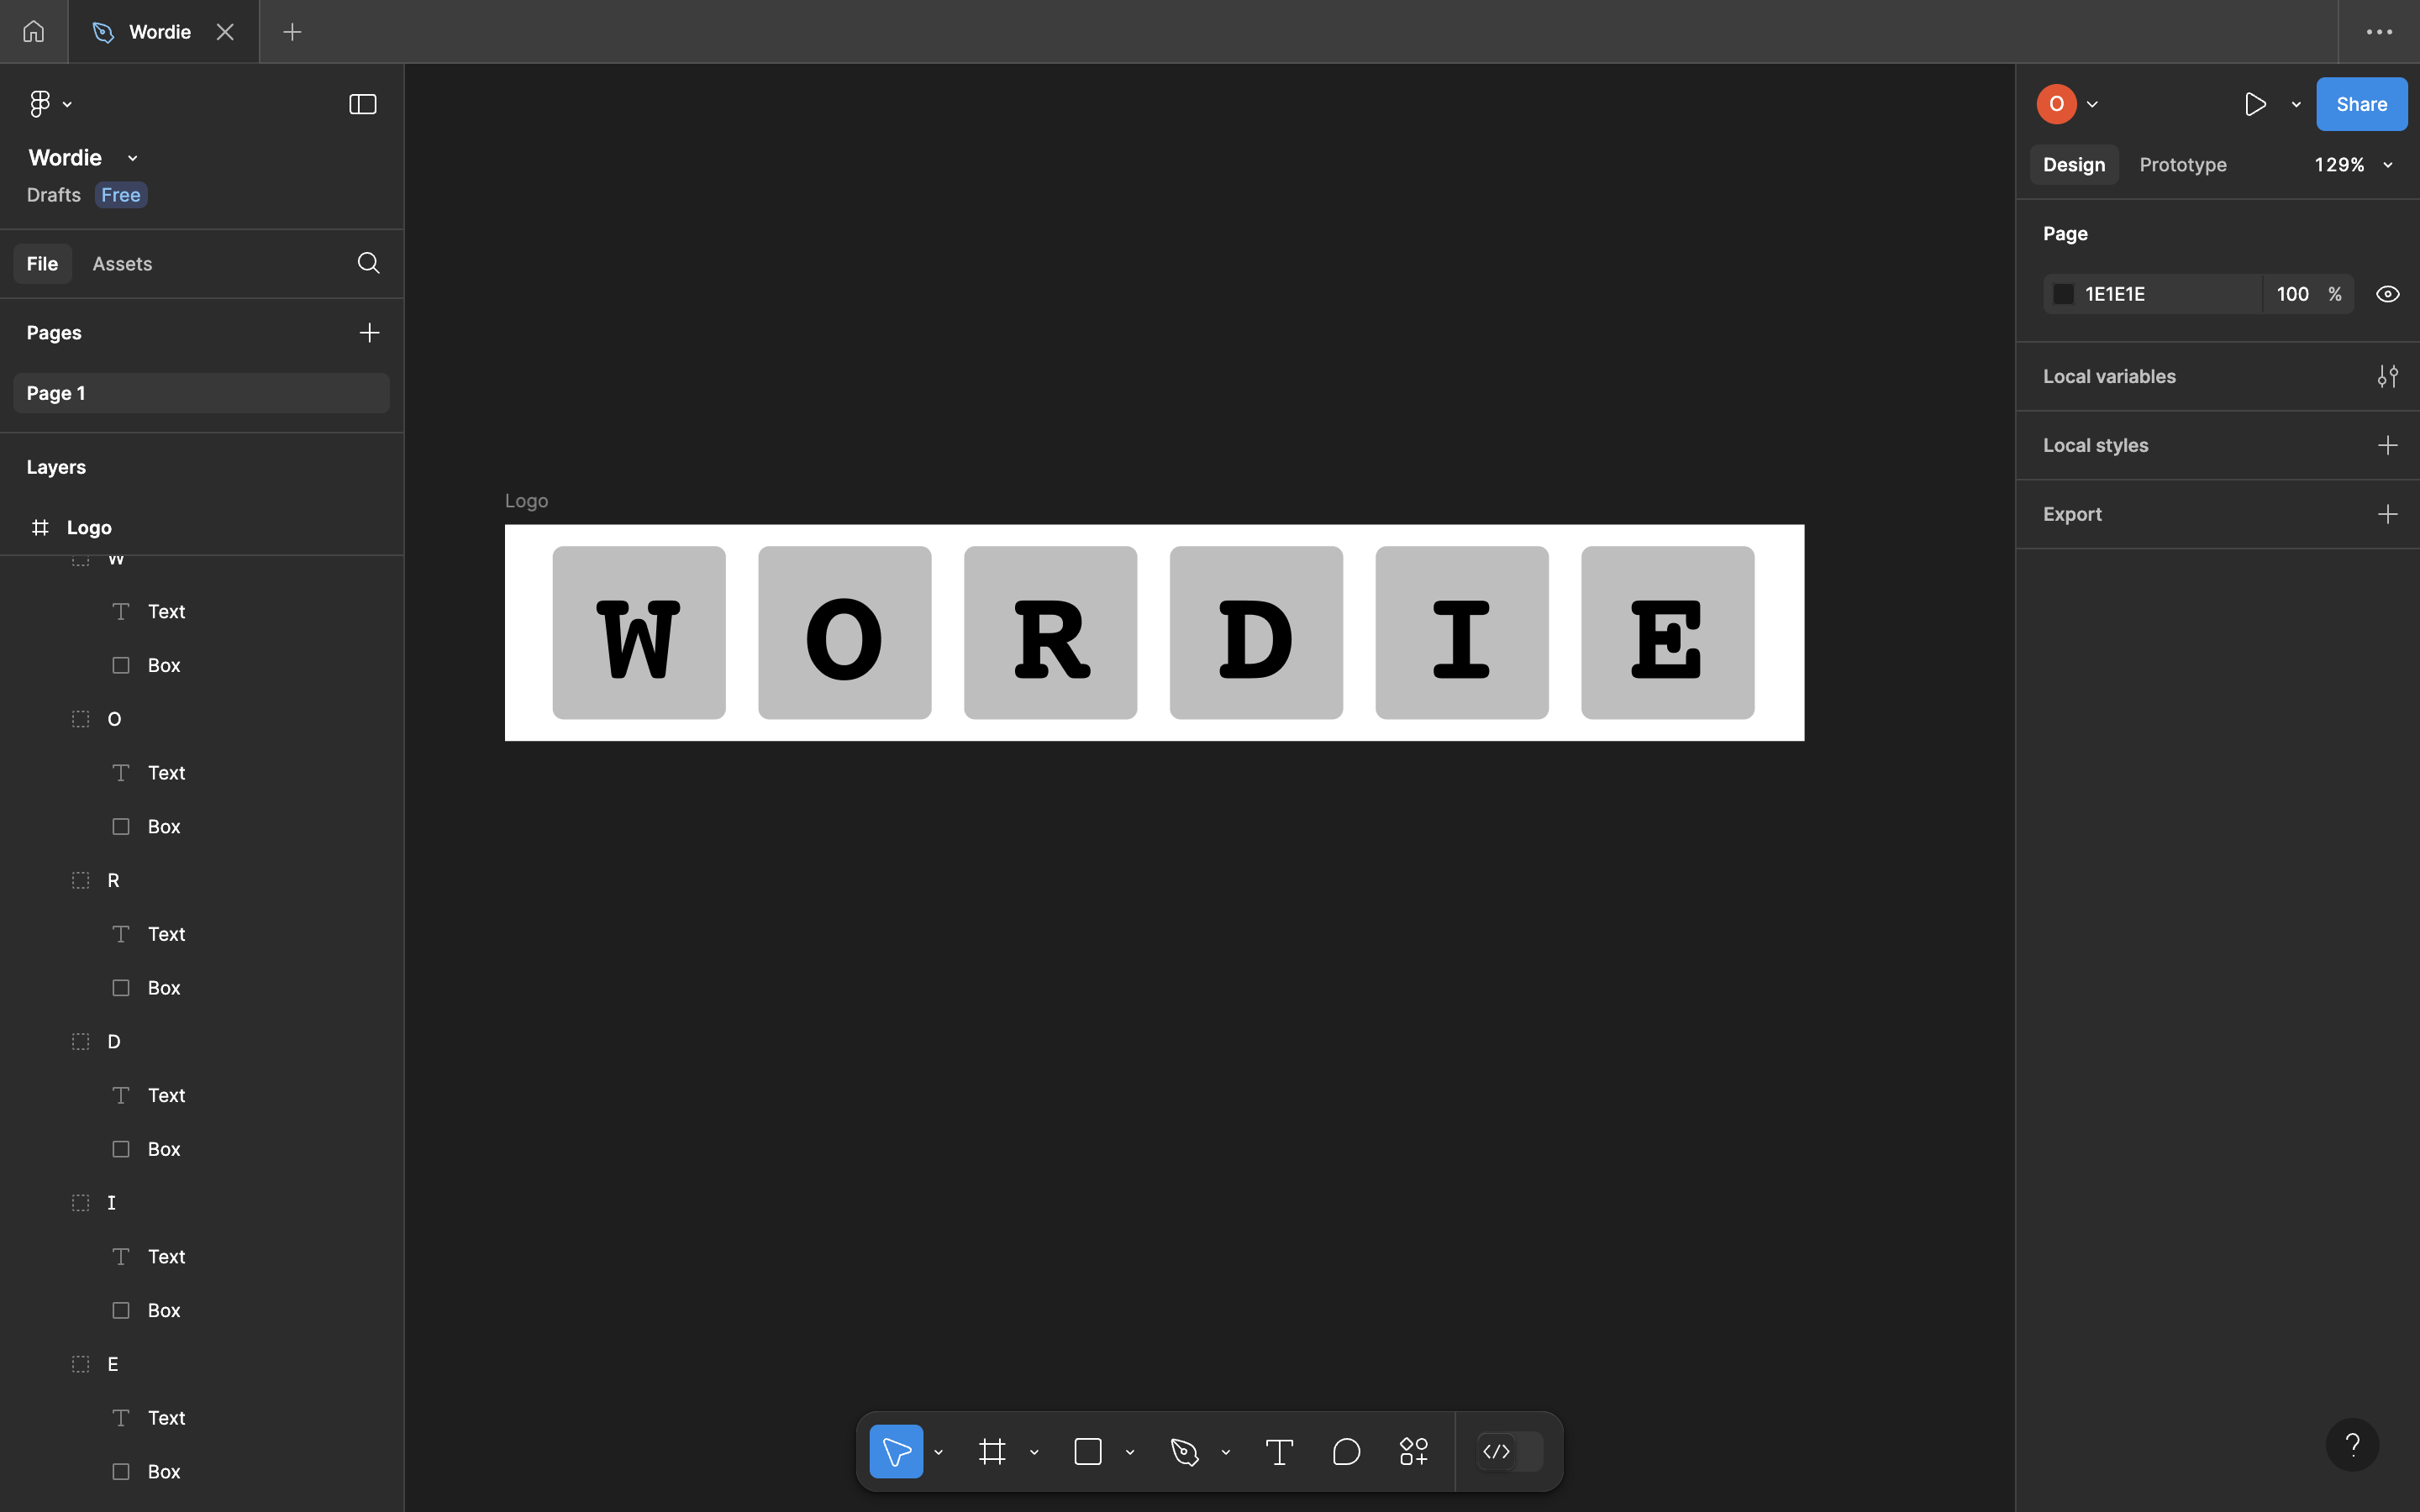 Wordie
Wordie
Drafts Free
File Assets
Pages
Page 1
Layers
Logo
W
Text
Box
O
Text
Box
R
Text
Box
D
Text
Box
I
Text
Box
E
Text
Box
Logo
W O R D I E
O
Share
Design Prototype 129%
Page
1E1E1E 100 %
Local variables
Local styles
Export
?